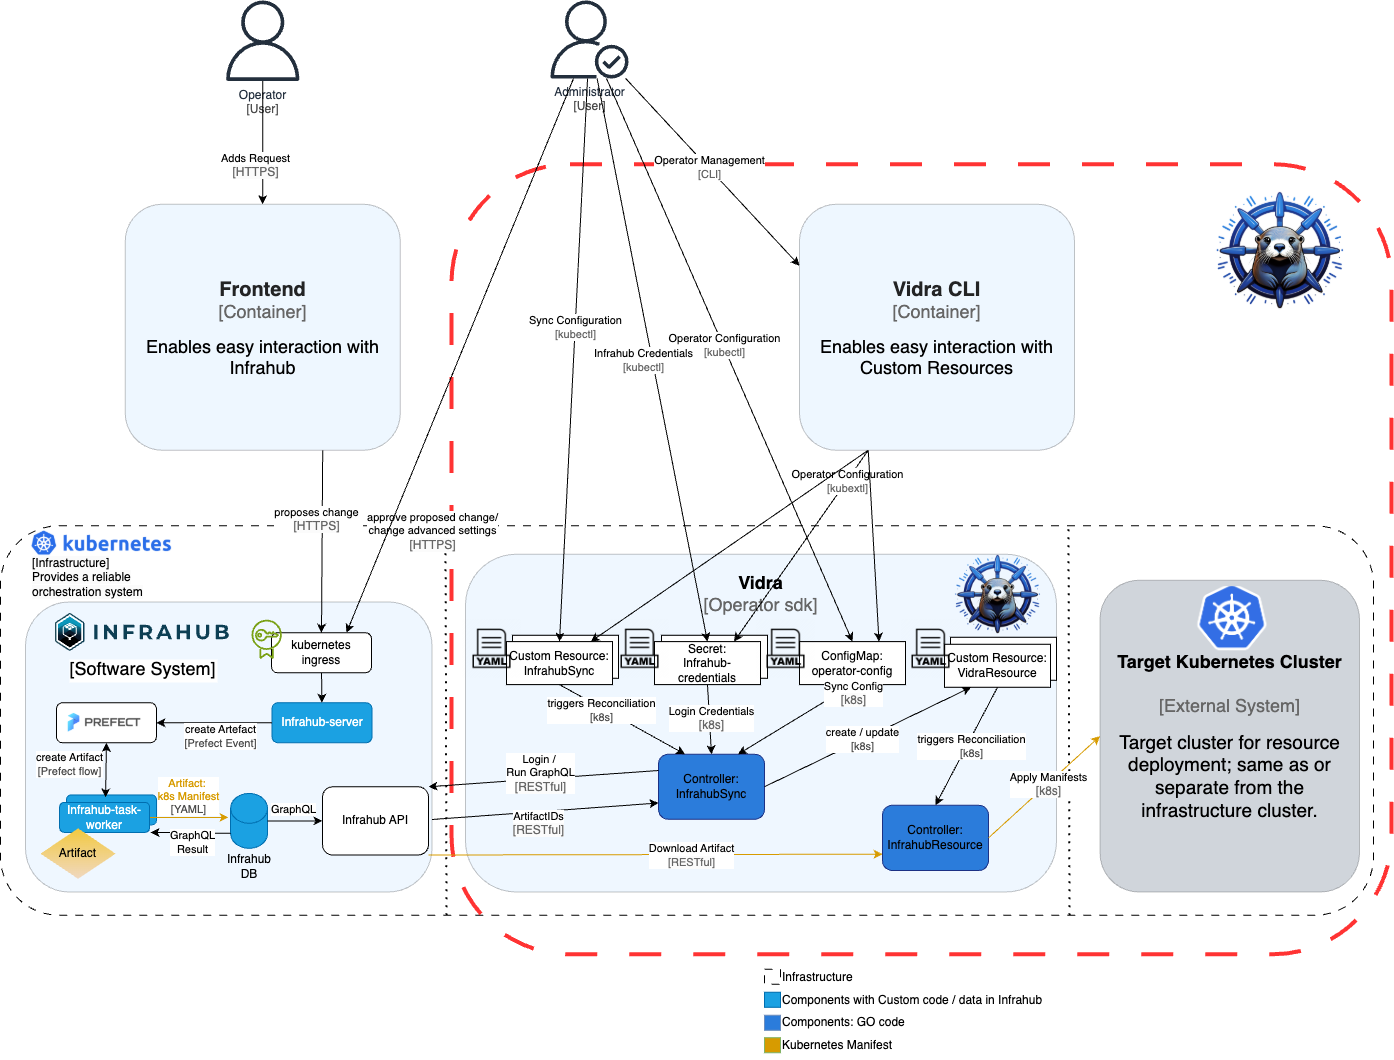 Operator
[User]
Administrator
[User]
Adds Request
[HTTPS]
Operator Management
[CLI]
Frontend
[Container]
Enables easy interaction with
Infrahub
Vidra CLI
[Container]
Enables easy interaction with
Custom Resources
Sync Configuration
[kubectl]
Infrahub Credentials
[kubectl]
Operator Configuration
[kubectl]
Operator Configuration
[kubextl]
proposes change
[HTTPS]
approve proposed change/
change advanced settings
[HTTPS]
kubernetes
[Infrastructure]
Provides a reliable
orchestration system
INFRAHUB
[Software System]
kubernetes
ingress
PREFECT
create Artefact
[Prefect Event]
Infrahub-server
create Artifact
[Prefect flow]
Artifact:
k8s Manifest
[YAML]
Infrahub-task-
worker
GraphQL
Result
Artifact
Infrahub
DB
GraphQL
Infrahub API
Vidra
[Operator sdk]
YAML
Custom Resource:
InfrahubSync
YAML
Secret:
Infrahub-
credentials
YAML
ConfigMap:
operator-config
YAML
Custom Resource:
VidraResource
triggers Reconciliation
[k8s]
Login Credentials
[k8s]
Sync Config
[k8s]
create / update
[k8s]
triggers Reconciliation
[k8s]
Login /
Run GraphQL
[RESTful]
ArtifactIDs
[RESTful]
Controller:
InfrahubSync
Download Artifact
[RESTful]
Controller:
InfrahubResource
Apply Manifests
[k8s]
Target Kubernetes Cluster
[External System]
Target cluster for resource
deployment; same as or
separate from the
infrastructure cluster.
Infrastructure
Components with Custom code / data in Infrahub
Components: GO code
Kubernetes Manifest